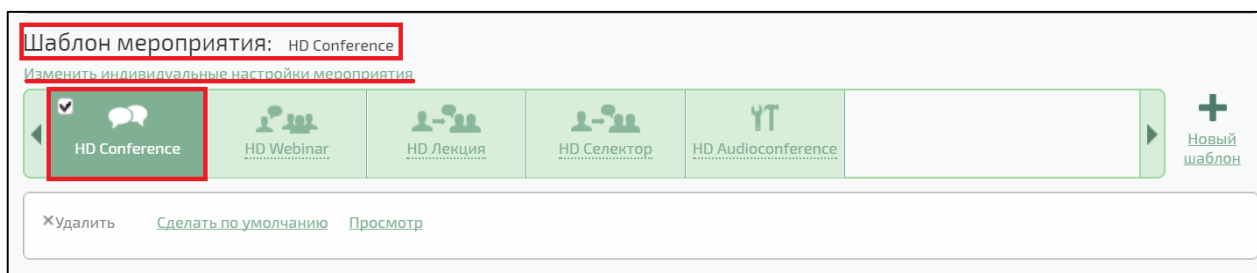 Шаблон мероприятия: HD Conference
Изменить индивидуальные настройки мероприятия
HD Conference HD Webinar HD Лекция HD Селектор HD Audioconference
Новый
шаблон
Удалить Сделать по умолчанию Просмотр